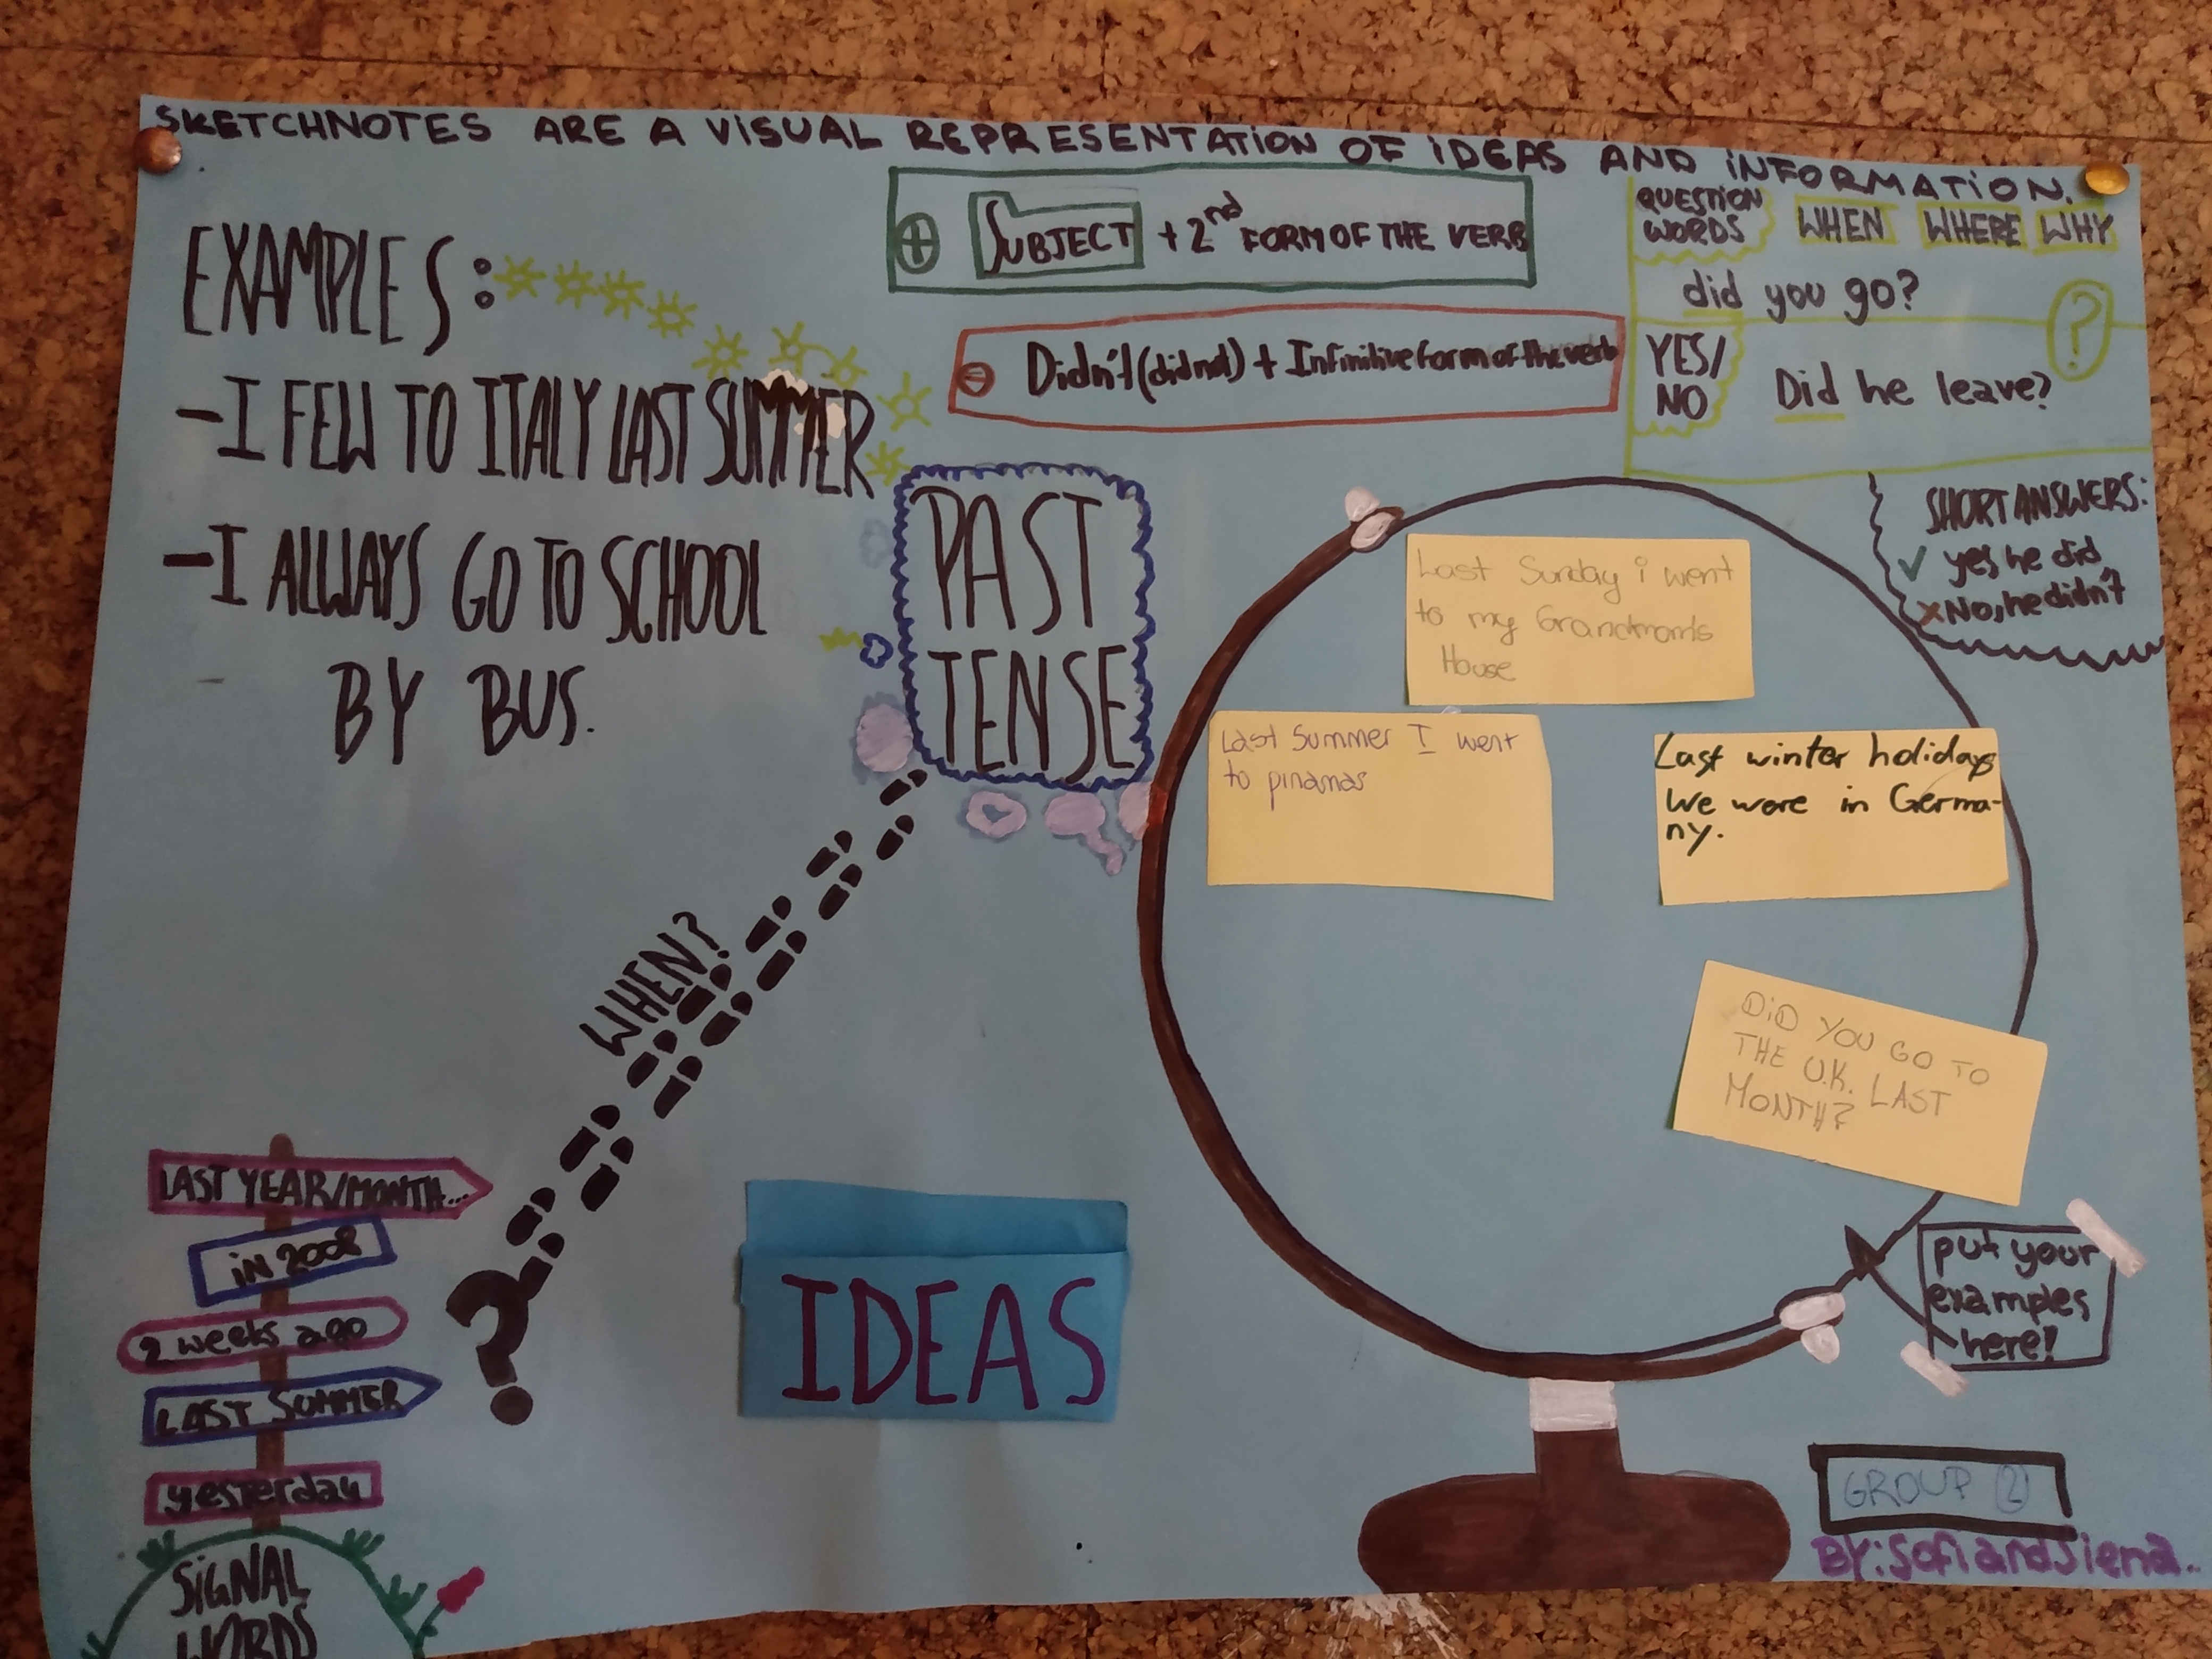 SKETCHNOTES ARE A VISUAL REPRESENTATION OF IDEAS AND INFORMATION.
EXAMPLES:
-I FEW TO ITALY LAST SUMMER
-I ALWAYS GO TO SCHOOL
BY BUS.
+ SUBJECT + 2nd FORM OF THE VERB
- Didn't (did not) + Infinitive form of the verb
QUESTION
WORDS
WHEN WHERE WHY
did you go?
?
YES/
NO
Did he leave?
SHORT ANSWERS:
✓ yes he did
x No, he didn't
PAST
TENSE
Last Sunday i went
to my Grandmom's
House
Last Summer I went
to pinamas
Last winter holidays
We were in Germa-
ny.
DID YOU GO TO
THE U.K. LAST
MONTH?
put your
examples
here!
WHEN?
?
LAST YEAR/MONTH...
in 2008
2 weeks ago
LAST SUMMER
yesterday
SIGNAL
WORDS
IDEAS
GROUP 2
BY: Sofi and Siena..